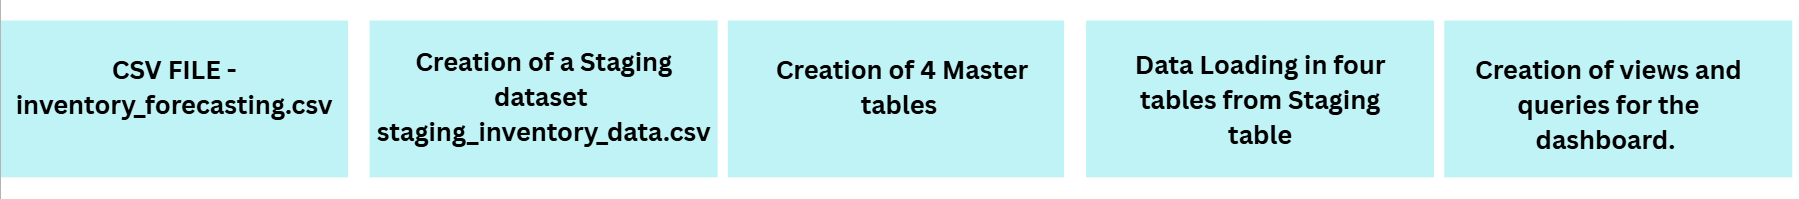 CSV FILE -
inventory_forecasting.csv
Creation of a Staging
dataset
staging_inventory_data.csv
Creation of 4 Master
tables
Data Loading in four
tables from Staging
table
Creation of views and
queries for the
dashboard.